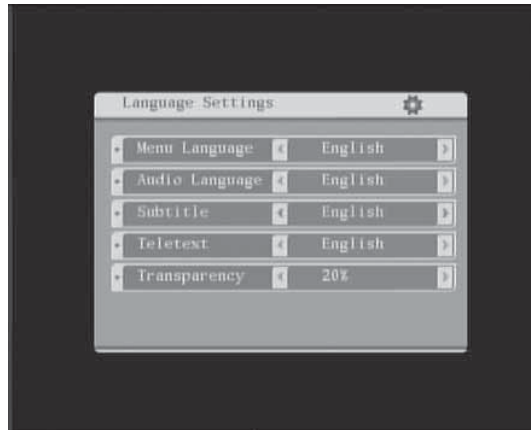 Language Settings
Menu Language English
Audio Language English
Subtitle English
Teletext English
Transparency 20%